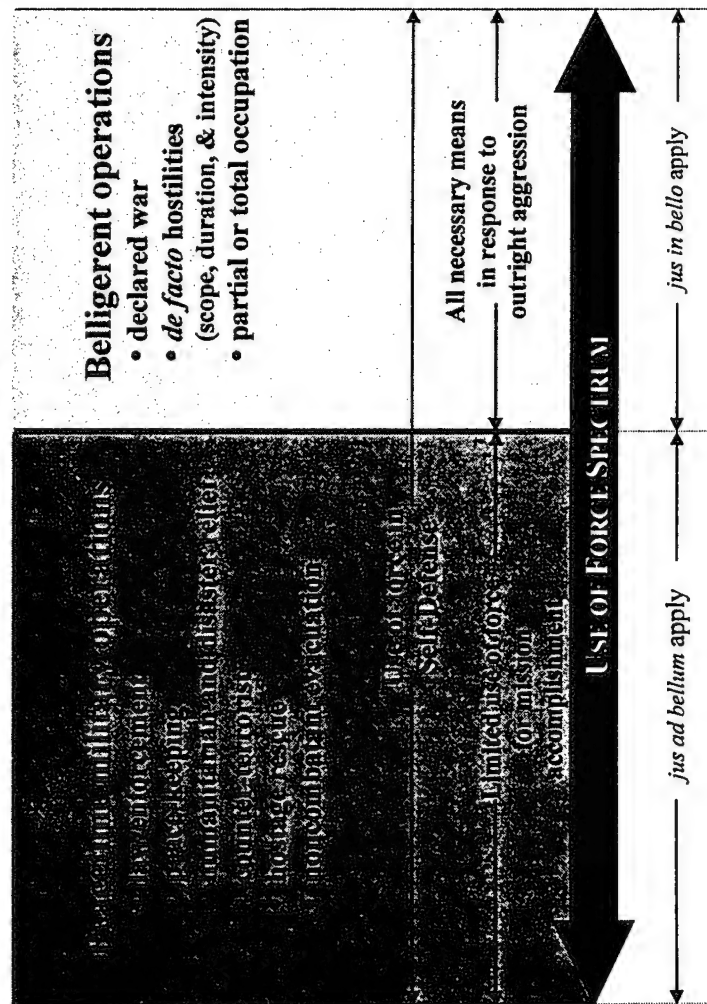 Peacetime military operations
• law enforcement
• peace-keeping
• humanitarian and disaster relief
• counter-terrorist
• hostage rescue
• noncombatant evacuation
Belligerent operations
• declared war
• de facto hostilities
(scope, duration, & intensity)
• partial or total occupation
Use of force in
Self-Defense
Limited use of force
for mission
accomplishment
All necessary means
in response to
outright aggression
USE OF FORCE SPECTRUM
jus ad bellum apply
jus in bello apply